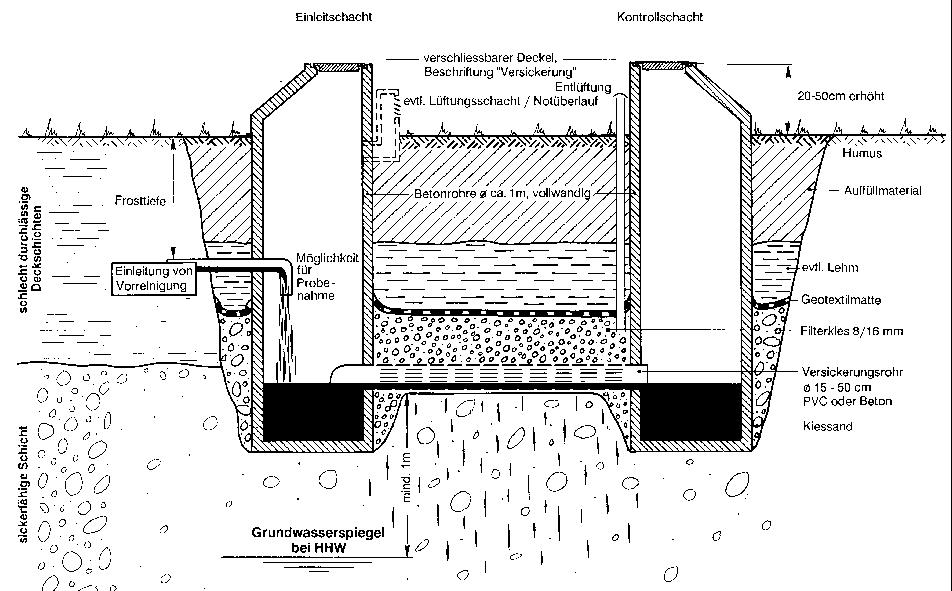 Einleitschacht
Kontrollschacht
verschliessbarer Deckel,
Beschriftung "Versickerung"
Entlüftung
evtl. Lüftungsschacht / Notüberlauf
20-50cm erhöht
Humus
Betonrohre ø ca. 1m, vollwandig
Auffüllmaterial
Frosttiefe
schlecht durchlässige
Deckschichten
Einleitung von
Vorreinigung
Möglichkeit
für
Probe-
nahme
evtl. Lehm
Geotextilmatte
Filterkies 8/16 mm
Versickerungsrohr
ø 15 - 50 cm
PVC oder Beton
Kiessand
sickerfähige Schicht
mind. 1m
Grundwasserspiegel
bei HHW